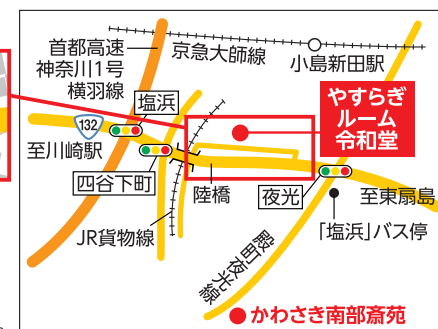 首都高速
神奈川1号
横羽線
京急大師線
小島新田駅
塩浜
132
至川崎駅
四谷下町
陸橋
JR貨物線
やすらぎ
ルーム
令和堂
夜光
至東扇島
「塩浜」バス停
殿町夜光線
かわさき南部斎苑